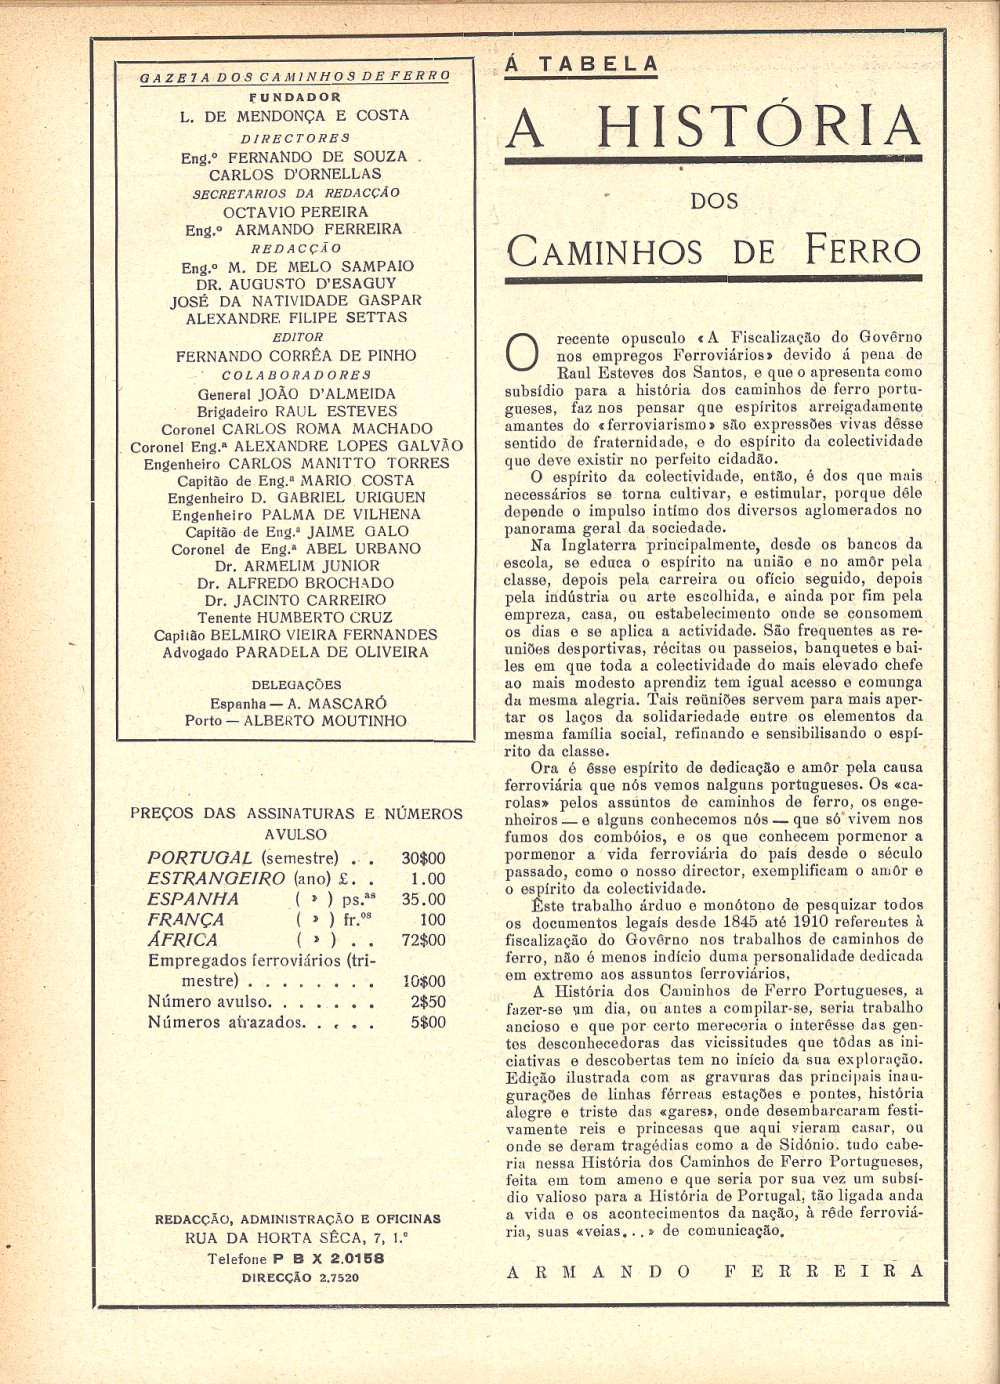 GAZETA DOS CAMINHOS DE FERRO
FUNDADOR
L. DE MENDONÇA E COSTA
DIRECTORES
Eng.º FERNANDO DE SOUZA
CARLOS D'ORNELLAS
SECRETARIOS DA REDACÇÃO
OCTAVIO PEREIRA
Eng.º ARMANDO FERREIRA
REDACÇÃO
Eng.º M. DE MELO SAMPAIO
DR. AUGUSTO D'ESAGUY
JOSÉ DA NATIVIDADE GASPAR
ALEXANDRE FILIPE SETTAS
EDITOR
FERNANDO CORRÊA DE PINHO
COLABORADORES
General JOÃO D'ALMEIDA
Brigadeiro RAUL ESTEVES
Coronel CARLOS ROMA MACHADO
Coronel Eng.ª ALEXANDRE LOPES GALVÃO
Engenheiro CARLOS MANITTO TORRES
Capitão de Eng.ª MARIO COSTA
Engenheiro D. GABRIEL URIGUEN
Engenheiro PALMA DE VILHENA
Capitão de Eng.ª JAIME GALO
Coronel de Eng.ª ABEL URBANO
Dr. ARMELIM JUNIOR
Dr. ALFREDO BROCHADO
Dr. JACINTO CARREIRO
Tenente HUMBERTO CRUZ
Capitão BELMIRO VIEIRA FERNANDES
Advogado PARADELA DE OLIVEIRA
DELEGAÇÕES
Espanha — A. MASCARÓ
Porto — ALBERTO MOUTINHO
PREÇOS DAS ASSINATURAS E NÚMEROS
AVULSO
PORTUGAL (semestre) . . 30$00
ESTRANGEIRO (ano) £. . 1.00
ESPANHA ( » ) ps.as 35.00
FRANÇA ( » ) fr.os 100
ÁFRICA ( » ) . . 72$00
Empregados ferroviários (tri-
mestre) . . . . . . . . 10$00
Número avulso. . . . . . . 2$50
Números atrazados. . . . . 5$00
REDACÇÃO, ADMINISTRAÇÃO E OFICINAS
RUA DA HORTA SÊCA, 7, 1.º
Telefone P B X 2.0158
DIRECÇÃO 2.7520
Á TABELA
A HISTÓRIA
DOS
CAMINHOS DE FERRO
O recente opusculo «A Fiscalização do Govêrno
nos empregos Ferroviários» devido á pena de
Raul Esteves dos Santos, e que o apresenta como
subsídio para a história dos caminhos de ferro portu-
gueses, faz nos pensar que espíritos arreigadamente
amantes do «ferroviarismo» são expressões vivas dêsse
sentido de fraternidade, e do espírito da colectividade
que deve existir no perfeito cidadão.
O espírito da colectividade, então, é dos que mais
necessários se torna cultivar, e estimular, porque dêle
depende o impulso intímo dos diversos aglomerados no
panorama geral da sociedade.
Na Inglaterra principalmente, desde os bancos da
escola, se educa o espírito na união e no amôr pela
classe, depois pela carreira ou ofício seguido, depois
pela indústria ou arte escolhida, e ainda por fim pela
empreza, casa, ou estabelecimento onde se consomem
os dias e se aplica a actividade. São frequentes as re-
uniões desportivas, récitas ou passeios, banquetes e bai-
les em que toda a colectividade do mais elevado chefe
ao mais modesto aprendiz tem igual acesso e comunga
da mesma alegria. Tais reüniões servem para mais aper-
tar os laços da solidariedade entre os elementos da
mesma família social, refinando e sensibilisando o espí-
rito da classe.
Ora é êsse espírito de dedicação e amôr pela causa
ferroviária que nós vemos nalguns portugueses. Os «ca-
rolas» pelos assuntos de caminhos de ferro, os enge-
nheiros — e alguns conhecemos nós — que só vivem nos
fumos dos combóios, e os que conhecem pormenor a
pormenor a vida ferroviária do país desde o século
passado, como o nosso director, exemplificam o amôr e
o espírito da colectividade.
Êste trabalho árduo e monótono de pesquizar todos
os documentos legaís desde 1845 até 1910 referentes à
fiscalização do Govêrno nos trabalhos de caminhos de
ferro, não é menos indício duma personalidade dedicada
em extremo aos assuntos ferroviários,
A História dos Caminhos de Ferro Portugueses, a
fazer-se um dia, ou antes a compilar-se, seria trabalho
ancioso e que por certo mereceria o interêsse das gen-
tes desconhecedoras das vicissitudes que tôdas as ini-
ciativas e descobertas tem no início da sua exploração.
Edição ilustrada com as gravuras das principais inau-
gurações de linhas férreas estações e pontes, história
alegre e triste das «gares», onde desembarcaram festi-
vamente reis e princesas que aqui vieram casar, ou
onde se deram tragédias como a de Sidónio. tudo cabe-
ria nessa História dos Caminhos de Ferro Portugueses,
feita em tom ameno e que seria por sua vez um subsí-
dio valioso para a História de Portugal, tão ligada anda
a vida e os acontecimentos da nação, à rêde ferroviá-
ria, suas «veias...» de comunicação.
ARMANDO FERREIRA